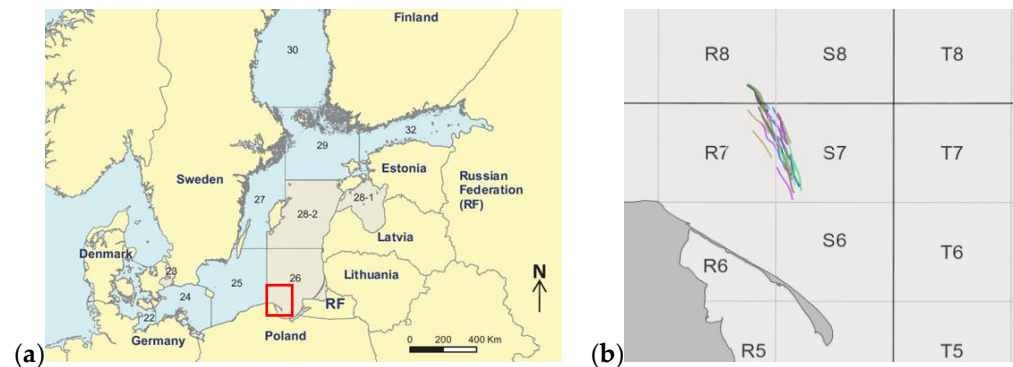 Finland
30
32
29
Estonia
Sweden
Russian
Federation
(RF)
27
28-1
28-2
Latvia
Denmark
23
Lithuania
26
25
24
RF
22
N
Poland
Germany
0 200 400 Km
(a)
R8 S8 T8
R7 S7 T7
S6
R6 T6
R5 T5
(b)